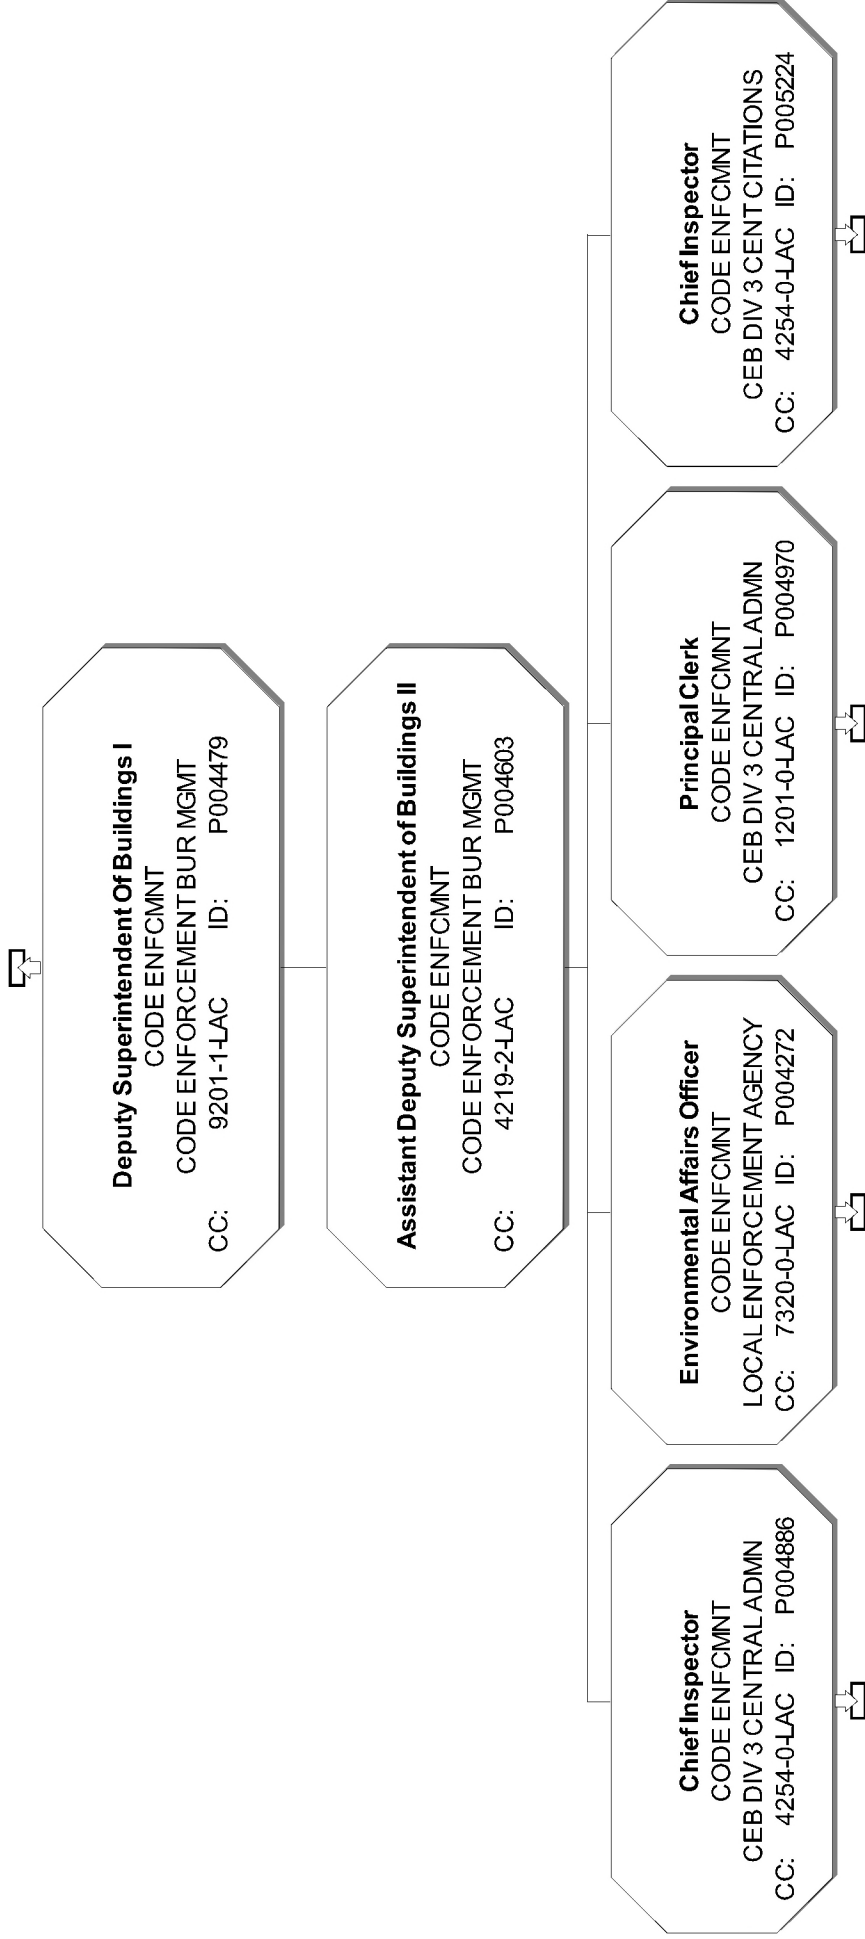 Deputy Superintendent Of Buildings I
CODE ENFCMNT
CODE ENFORCEMENT BUR MGMT
CC: 9201-1-LAC ID: P004479
Assistant Deputy Superintendent of Buildings II
CODE ENFCMNT
CODE ENFORCEMENT BUR MGMT
CC: 4219-2-LAC ID: P004603
Chief Inspector
CODE ENFCMNT
CEB DIV 3 CENTRAL ADMN
CC: 4254-0-LAC ID: P004886
Environmental Affairs Officer
CODE ENFCMNT
LOCAL ENFORCEMENT AGENCY
CC: 7320-0-LAC ID: P004272
Principal Clerk
CODE ENFCMNT
CEB DIV 3 CENTRAL ADMN
CC: 1201-0-LAC ID: P004970
Chief Inspector
CODE ENFCMNT
CEB DIV 3 CENT CITATIONS
CC: 4254-0-LAC ID: P005224